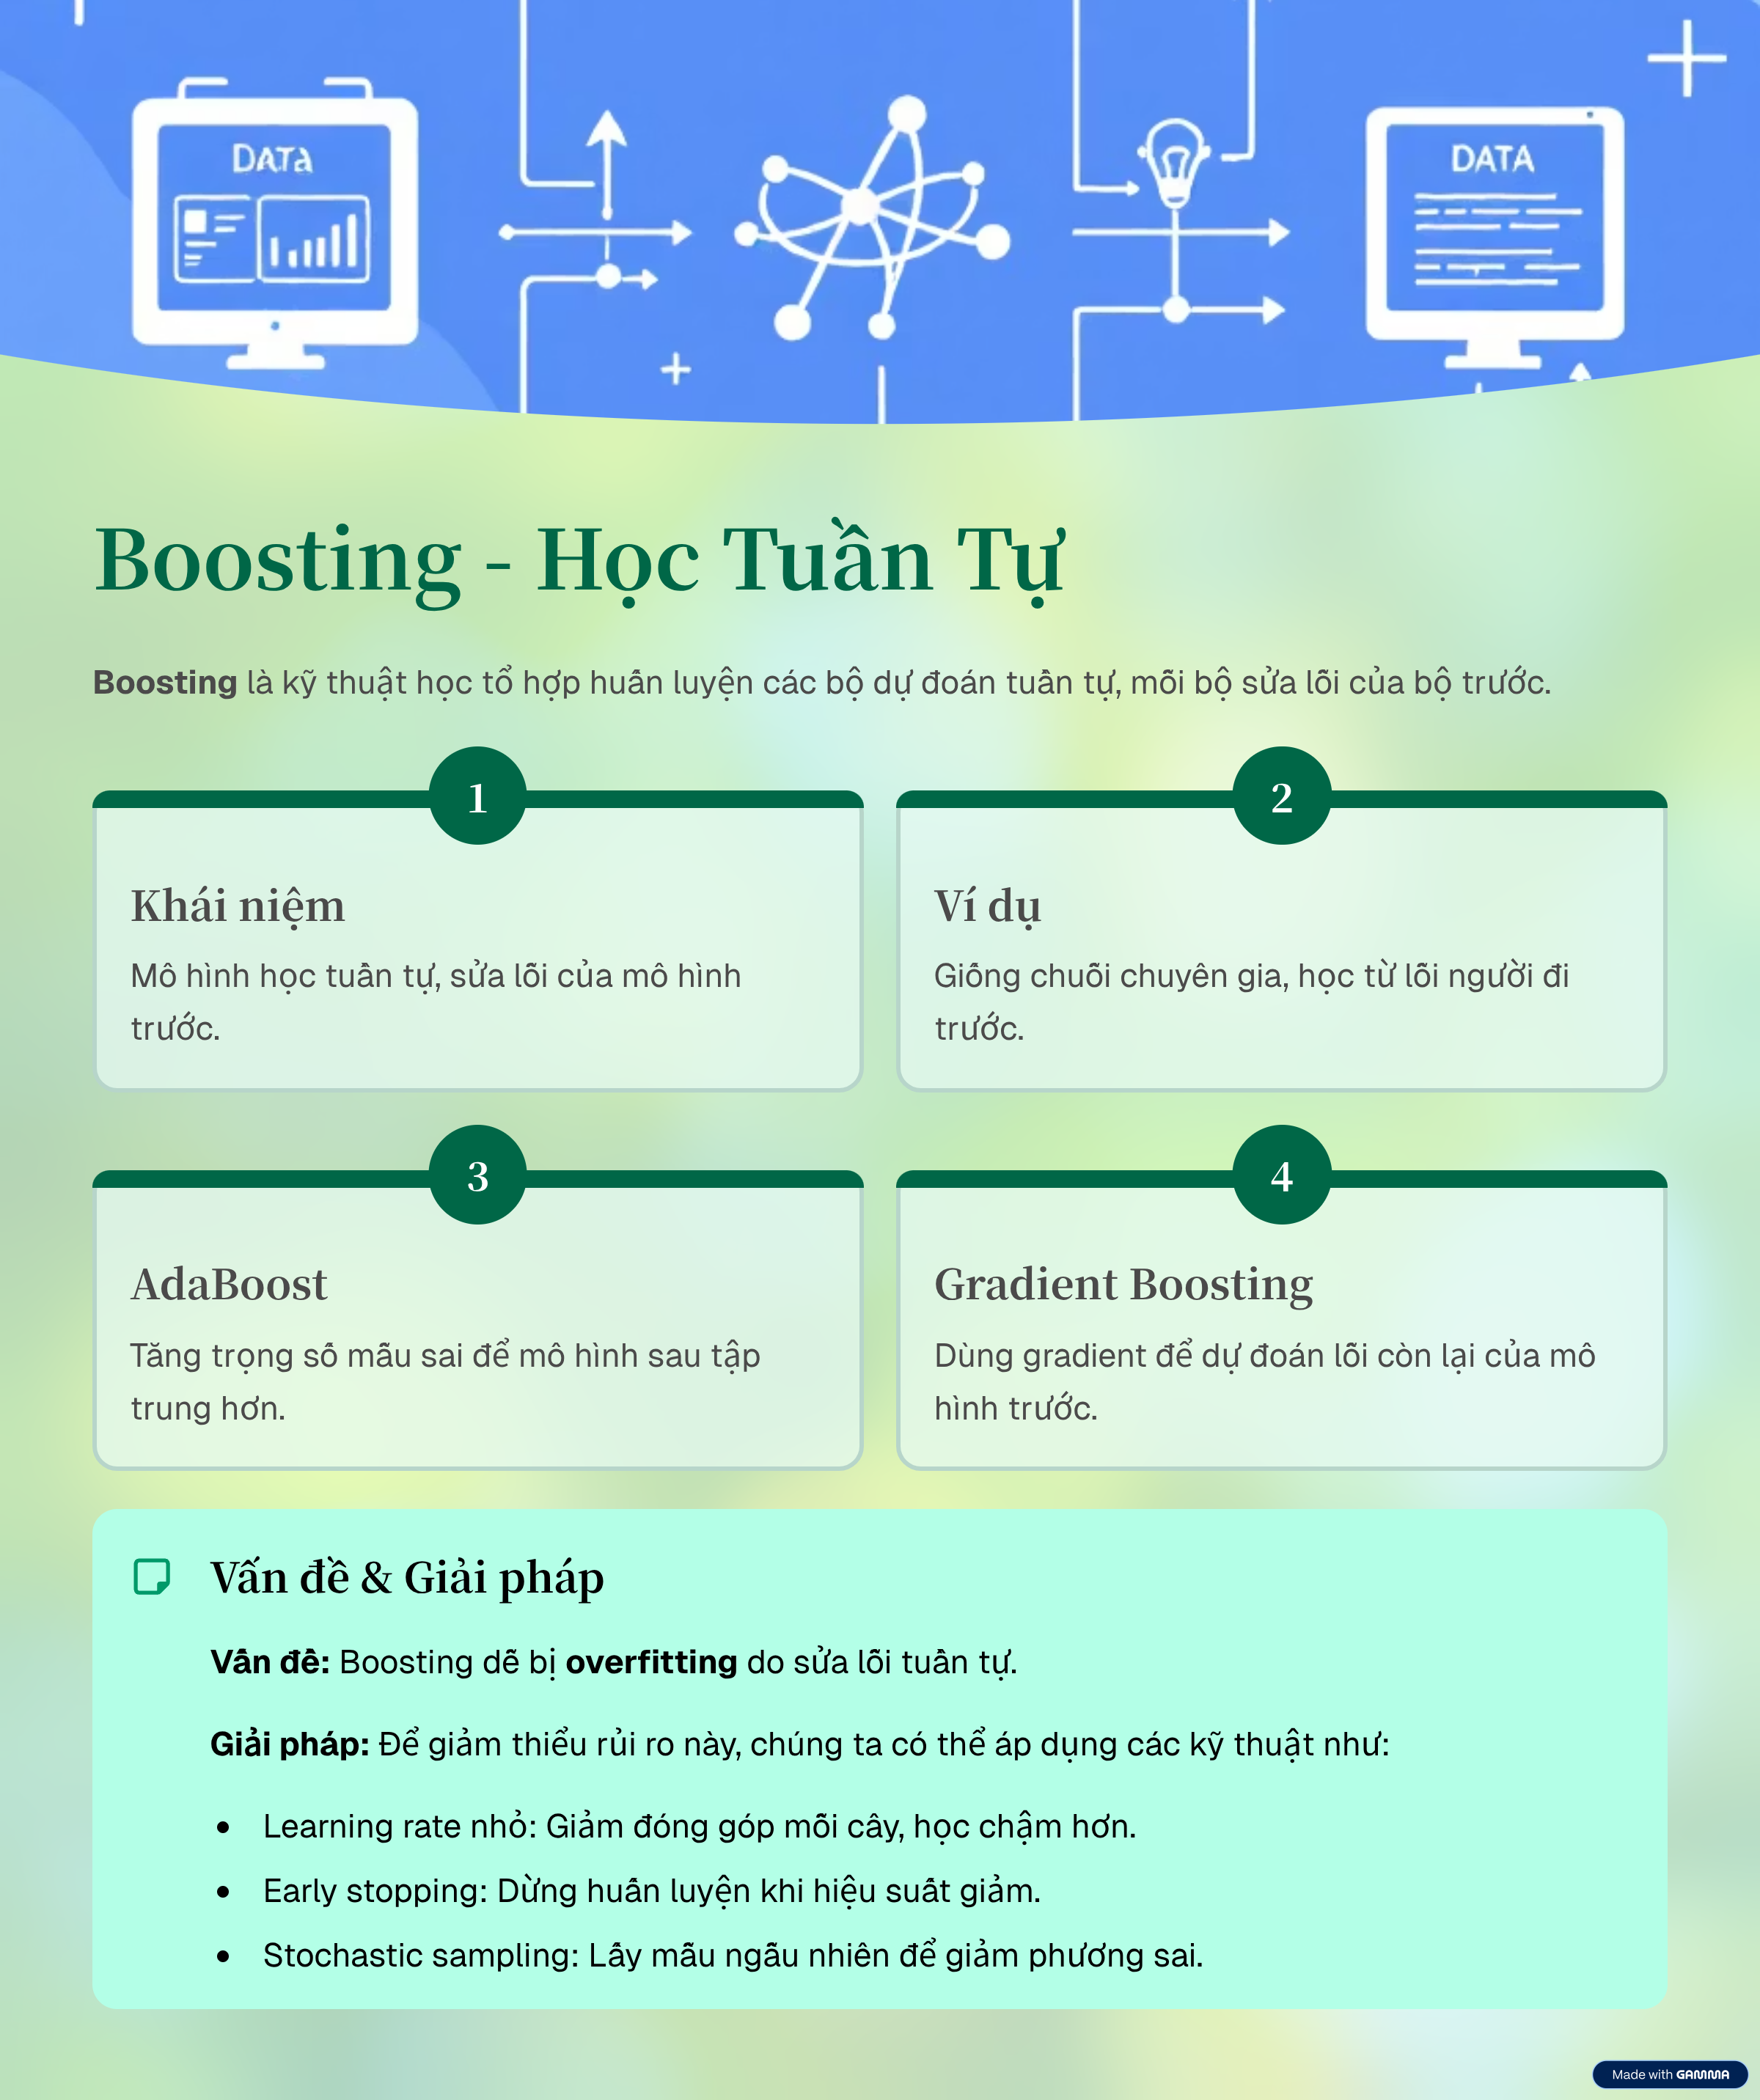 DATA
DATA
Boosting - Học Tuần Tự
Boosting là kỹ thuật học tổ hợp huấn luyện các bộ dự đoán tuần tự, mỗi bộ sửa lỗi của bộ trước.
1
Khái niệm
Mô hình học tuần tự, sửa lỗi của mô hình
trước.
2
Ví dụ
Giống chuỗi chuyên gia, học từ lỗi người đi
trước.
3
AdaBoost
Tăng trọng số mẫu sai để mô hình sau tập
trung hơn.
4
Gradient Boosting
Dùng gradient để dự đoán lỗi còn lại của mô
hình trước.
Vấn đề & Giải pháp
Vấn đề: Boosting dễ bị overfitting do sửa lỗi tuần tự.
Giải pháp: Để giảm thiểu rủi ro này, chúng ta có thể áp dụng các kỹ thuật như:
• Learning rate nhỏ: Giảm đóng góp mỗi cây, học chậm hơn.
• Early stopping: Dừng huấn luyện khi hiệu suất giảm.
• Stochastic sampling: Lấy mẫu ngẫu nhiên để giảm phương sai.
Made with GAMMA